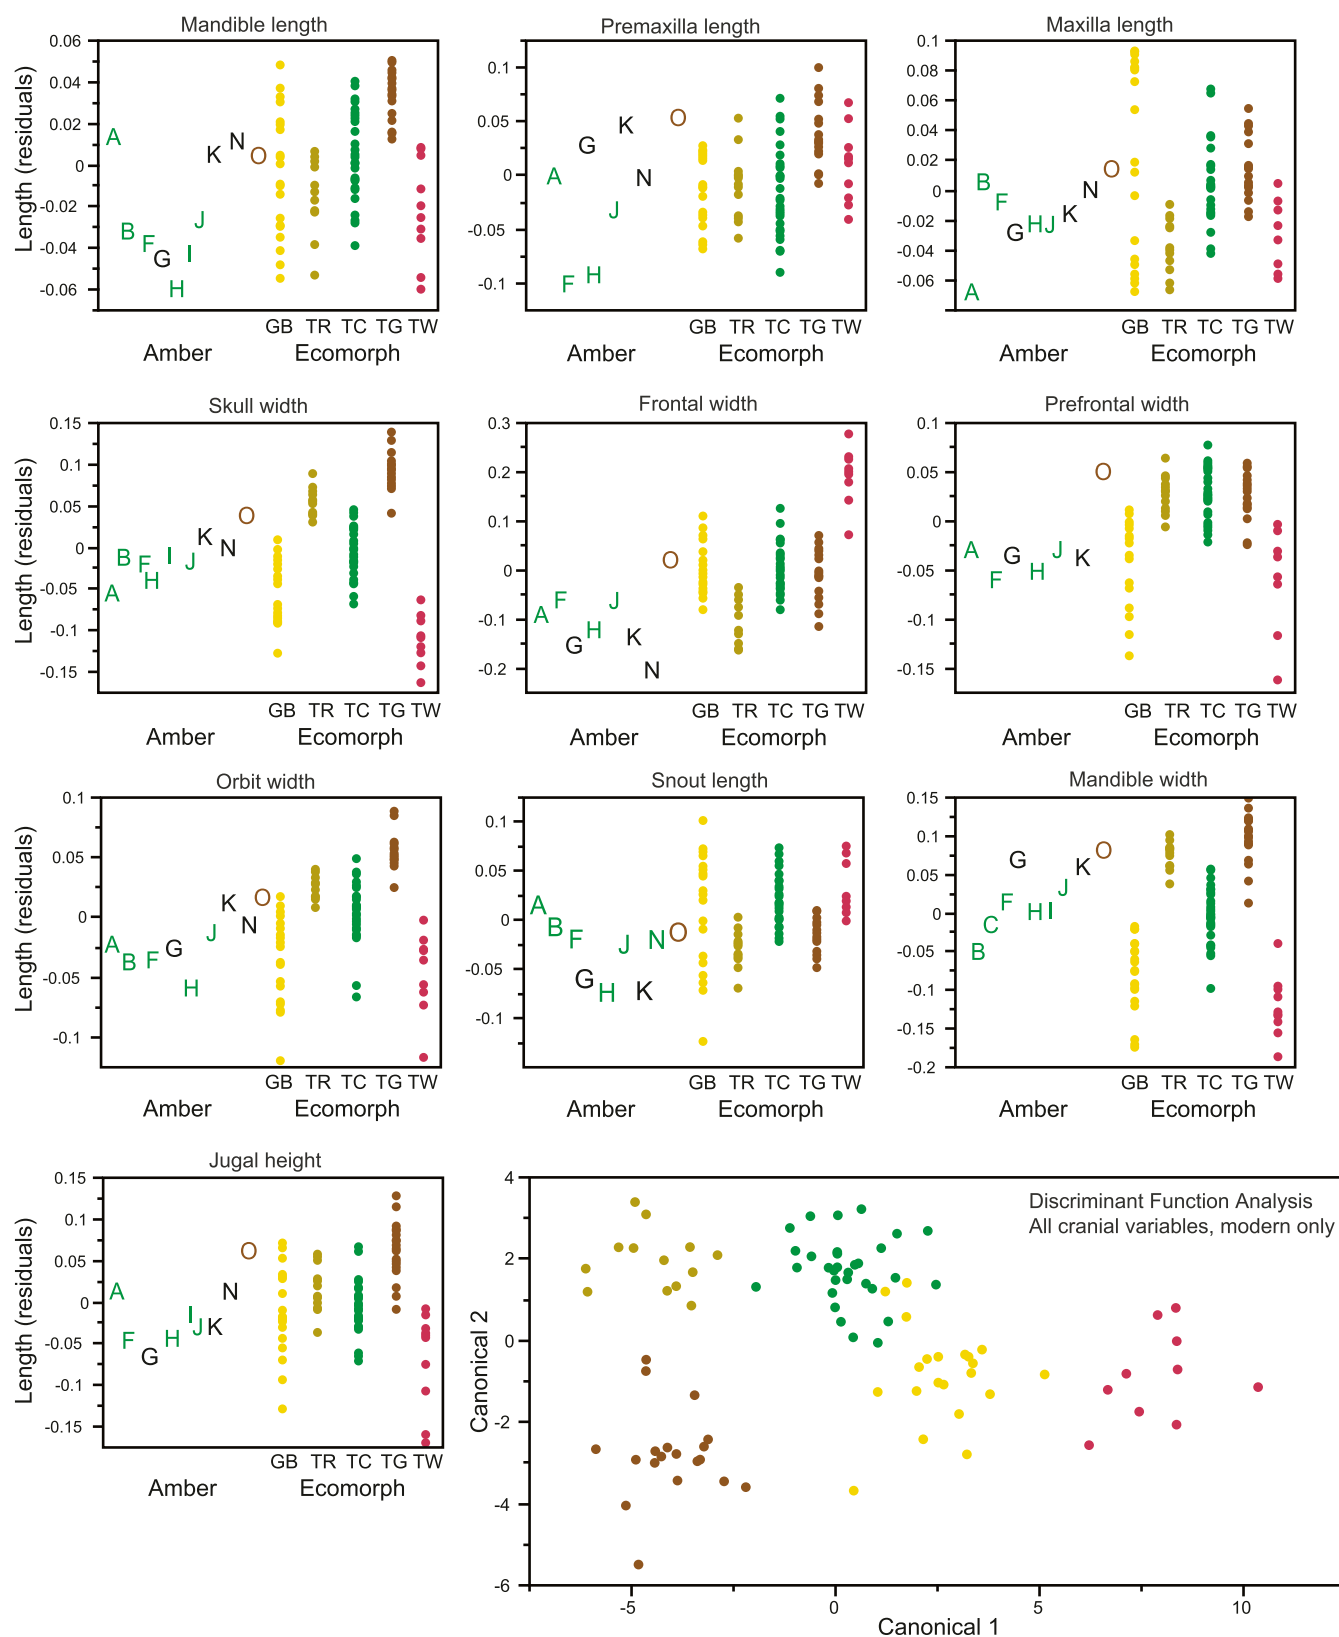 Mandible length
Premaxilla length
Maxilla length
Length (residuals)
0.06
0.04
0.02
0
-0.02
-0.04
-0.06
A
B
F
G
H
I
J
K
N
O
0.1
0.05
0
-0.05
-0.1
F
A
H
G
J
K
N
O
0.1
0.08
0.06
0.04
0.02
0
-0.02
-0.04
-0.06
A
B
F
G
H
J
K
N
O
GB TR TC TG TW
GB TR TC TG TW
GB TR TC TG TW
Amber Ecomorph
Amber Ecomorph
Amber Ecomorph
Skull width
Frontal width
Prefrontal width
Length (residuals)
0.15
0.1
0.05
0
-0.05
-0.1
-0.15
A
B
F
H
I
J
K
N
O
0.3
0.2
0.1
0
-0.1
-0.2
A
F
G
H
J
K
N
O
0.1
0.05
0
-0.05
-0.15
A
F
G
H
J
K
O
GB TR TC TG TW
GB TR TC TG TW
GB TR TC TG TW
Amber Ecomorph
Amber Ecomorph
Amber Ecomorph
Orbit width
Snout length
Mandible width
Length (residuals)
0.1
0.05
0
-0.05
-0.1
A
B
F
G
H
J
K
N
O
0.1
0.05
0
-0.05
-0.1
A
B
F
G
H
J
K
N
O
0.15
0.1
0.05
0
-0.05
-0.1
-0.15
-0.2
B
C
F
G
H
I
J
K
O
GB TR TC TG TW
GB TR TC TG TW
GB TR TC TG TW
Amber Ecomorph
Amber Ecomorph
Amber Ecomorph
Jugal height
Length (residuals)
0.15
0.1
0.05
0
-0.05
-0.1
-0.15
A
F
G
H
I
J
K
N
O
GB TR TC TG TW
Amber Ecomorph
Discriminant Function Analysis
All cranial variables, modern only
Canonical 2
4
2
0
-2
-4
-6
-5 0 5 10
Canonical 1